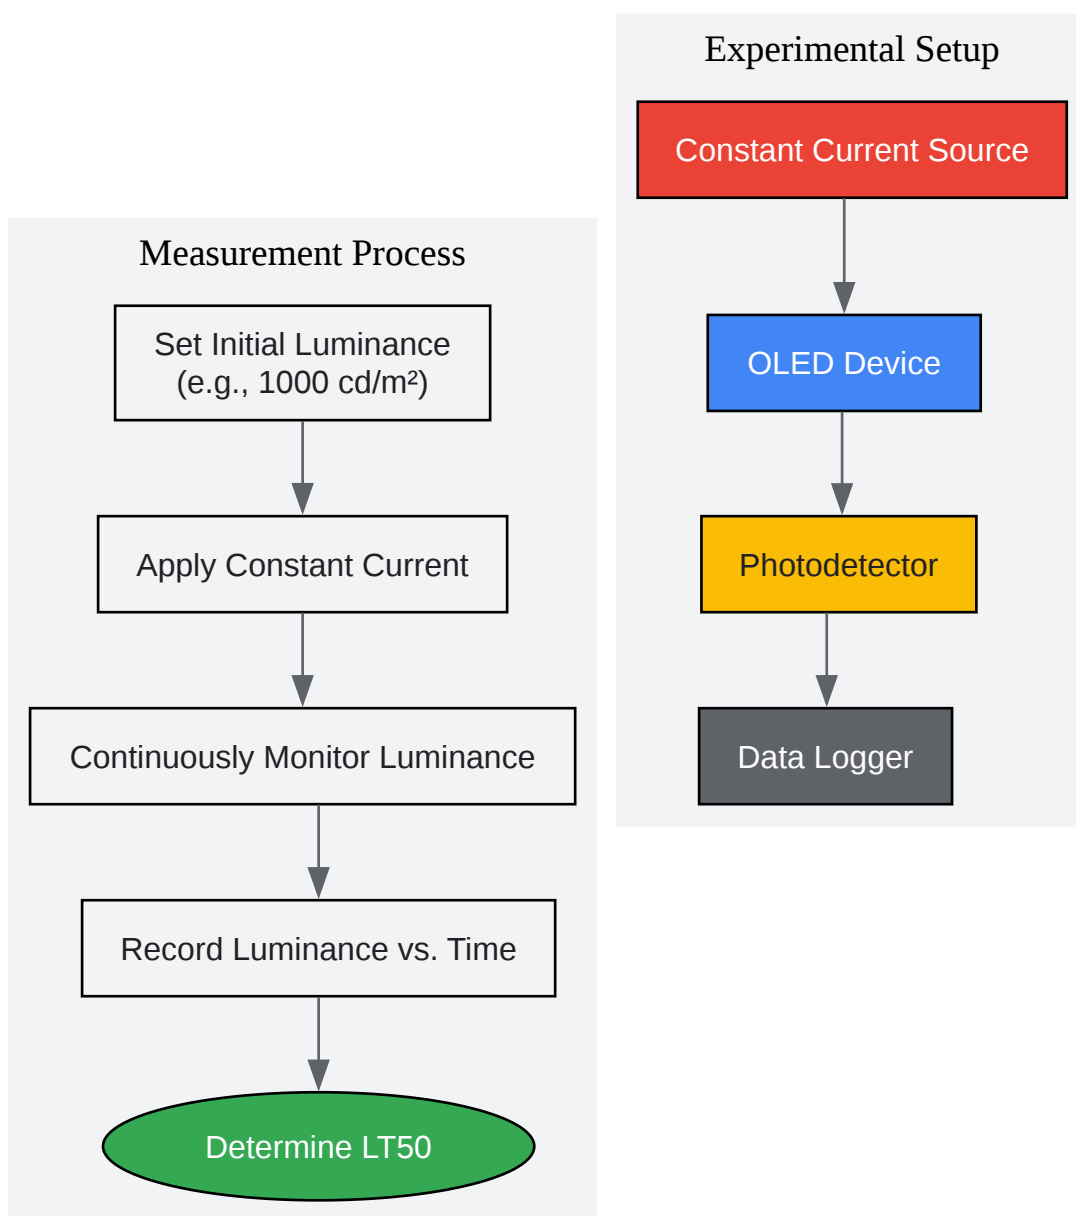 Measurement Process
Set Initial Luminance
(e.g., 1000 cd/m²)
Apply Constant Current
Continuously Monitor Luminance
Record Luminance vs. Time
Determine LT50
Experimental Setup
Constant Current Source
OLED Device
Photodetector
Data Logger